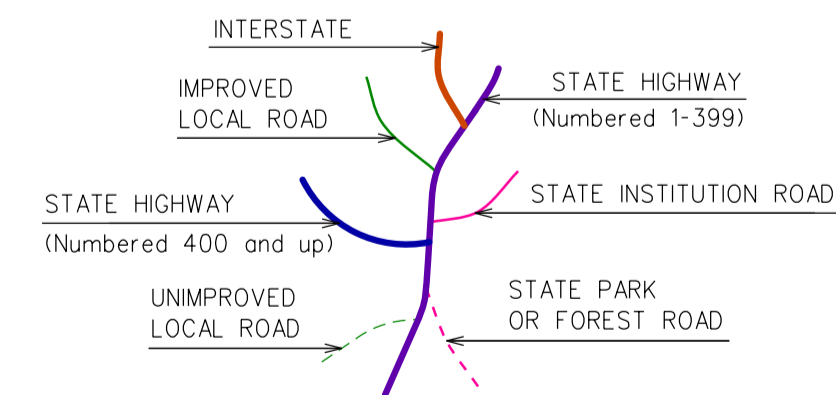 INTERSTATE
IMPROVED
LOCAL ROAD
STATE HIGHWAY
(Numbered 1-399)
STATE HIGHWAY
(Numbered 400 and up)
STATE INSTITUTION ROAD
UNIMPROVED
LOCAL ROAD
STATE PARK
OR FOREST ROAD